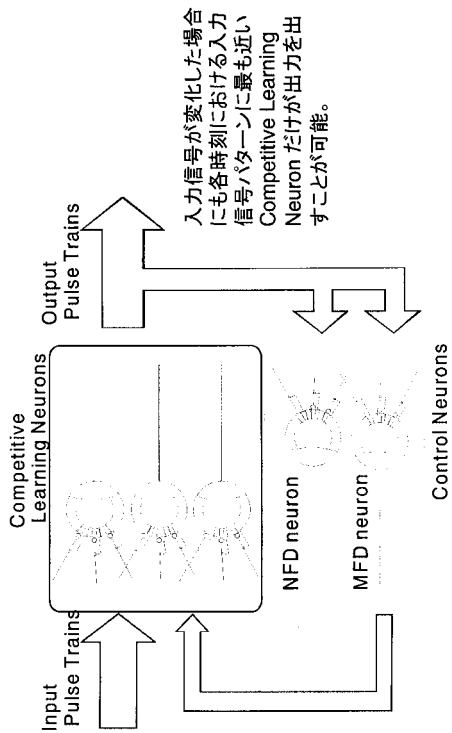 Input
Pulse Trains
Competitive
Learning Neurons
Output
Pulse Trains
NFD neuron
MFD neuron
Control Neurons
入力信号が変化した場合
にも各時刻における入力
信号パターンに最も近い
Competitive Learning
Neuron だけが出力を出
すことが可能。